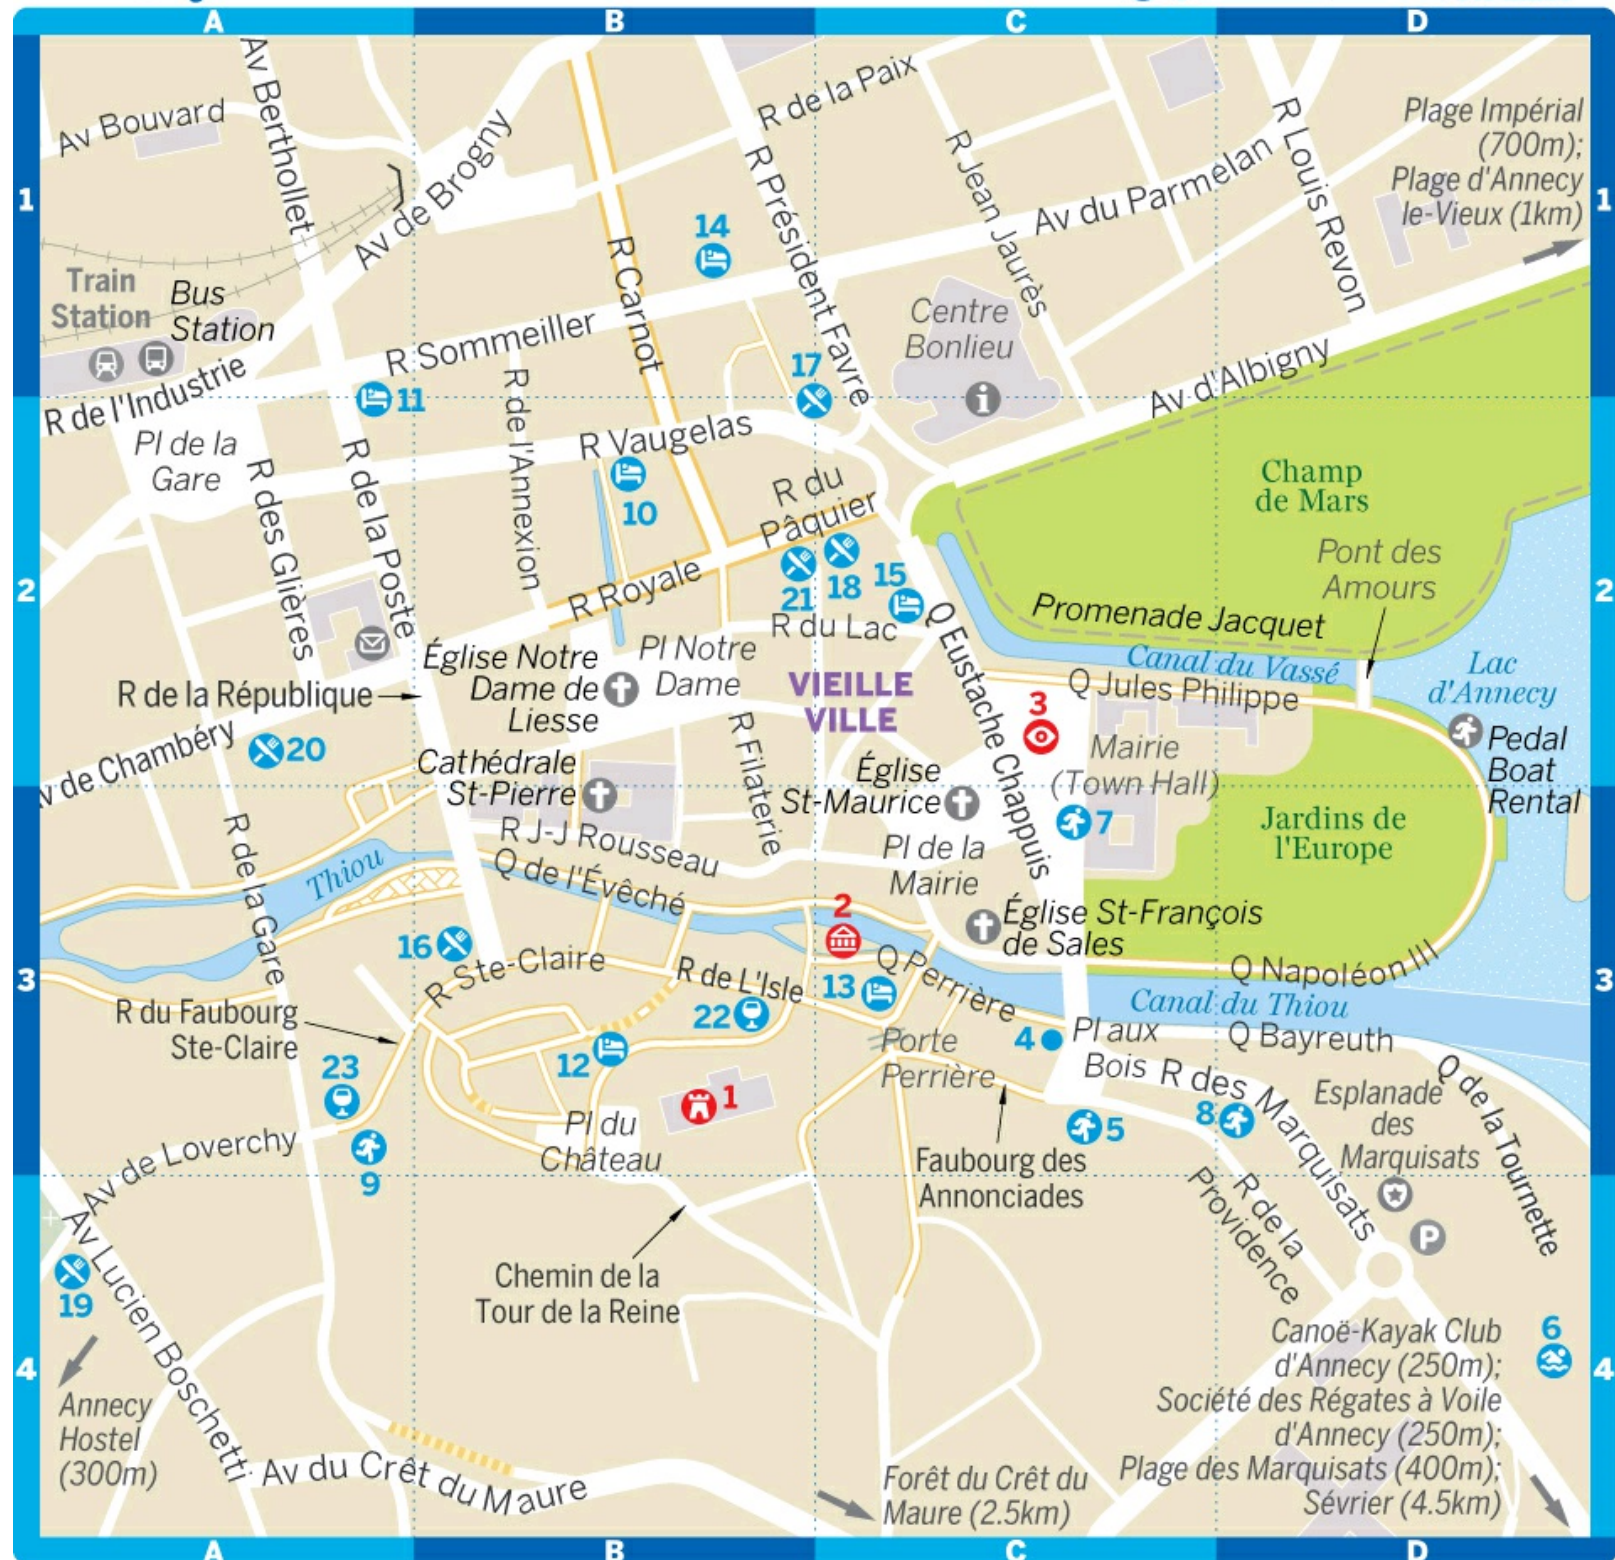 A
B
C
D
1
1
2
2
3
3
4
4
A
B
C
D
Av Bouvard
Av Berthollet
Av de Brogny
R de la Paix
R Président Favre
R Jean Jaurès
Av du Parmelan
R Louis Revon
Plage Impérial
(700m);
Plage d'Annecy
le-Vieux (1km)
14
R Carnot
Train
Station
Bus
Station
R Sommeiller
Centre
Bonlieu
R de l'Industrie
11
17
Av d'Albigny
Pl de la
Gare
R des Glières
R de la Poste
R de l'Annexion
R Vaugelas
10
R du
Pâquier
Champ
de Mars
R Royale
21
18
15
Pont des
Amours
R du Lac
Q Eustache Chappuis
Promenade Jacquet
Canal du Vassé
Lac
d'Annecy
Église Notre
Dame de
Liesse
Pl Notre
Dame
VIEILLE
VILLE
R de la République
Q Jules Philippe
3
Pedal
Boat
Rental
Mairie
(Town Hall)
v de Chambéry
20
Cathédrale
St-Pierre
R Filaterie
Église
St-Maurice
7
Jardins de
l'Europe
R de la Gare
R J-J Rousseau
Q de l'Évêché
Pl de la
Mairie
Thiou
2
Église St-François
de Sales
16
R Ste-Claire
R de L'Isle
Q Perrière
13
Q Napoléon III
Canal du Thiou
R du Faubourg
Ste-Claire
22
4
Pl aux
Bois
Q Bayreuth
12
Porte
Perrière
R des Marquisats
Q de la Tournette
23
1
5
8
Esplanade
des
Marquisats
Av de Loverchy
9
Pl du
Château
Faubourg des
Annonciades
R de la
Providence
P
Av Lucien Boschetti
19
Chemin de la
Tour de la Reine
6
Canoë-Kayak Club
d'Annecy (250m);
Société des Régates à Voile
d'Annecy (250m);
Plage des Marquisats (400m);
Sévrier (4.5km)
Annecy
Hostel
(300m)
Av du Crêt du Maure
Forêt du Crêt du
Maure (2.5km)